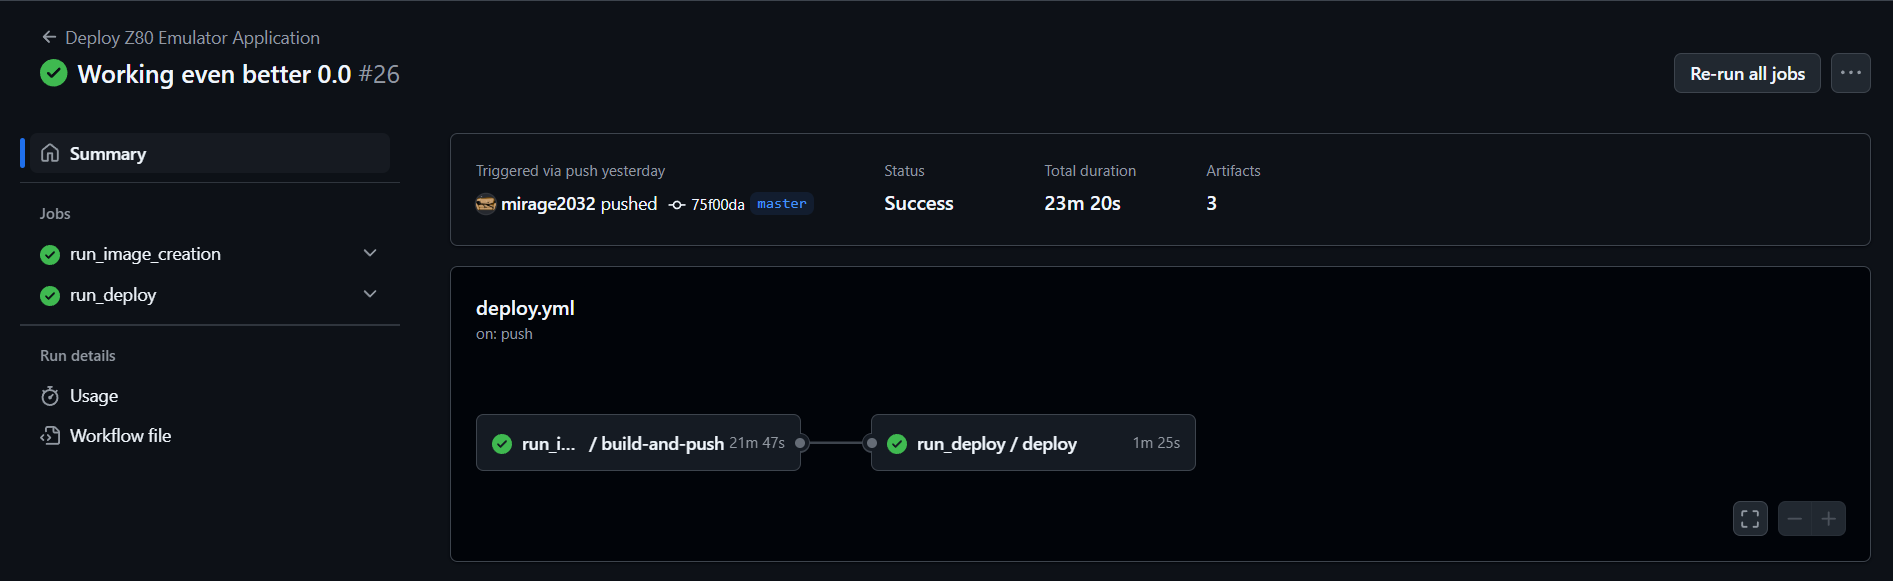 Deploy Z80 Emulator Application
Working even better 0.0 #26
Re-run all jobs
Summary
Jobs
run_image_creation
run_deploy
Run details
Usage
Workflow file
Triggered via push yesterday
mirage2032 pushed 75f00da master
Status
Success
Total duration
23m 20s
Artifacts
3
deploy.yml
on: push
run_i... / build-and-push 21m 47s
run_deploy / deploy 1m 25s